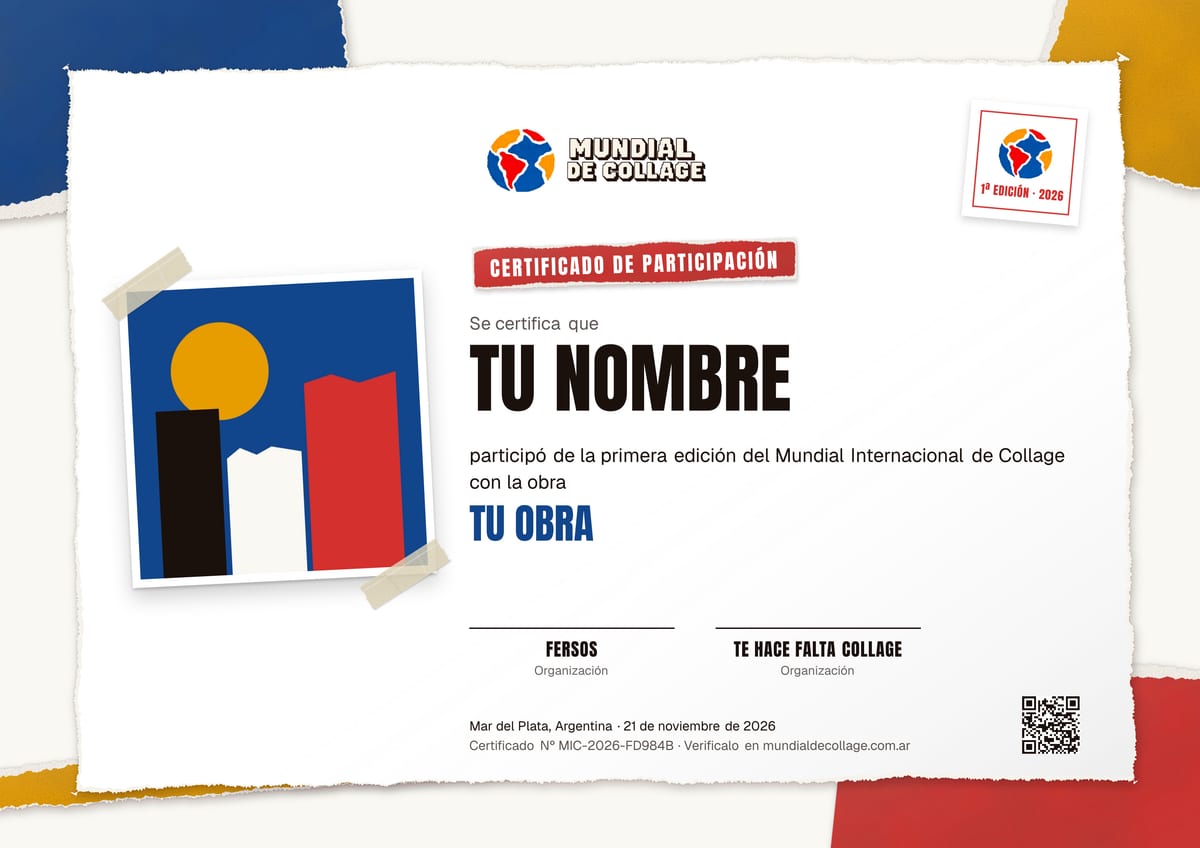 MUNDIAL
DE COLLAGE
1ª EDICIÓN · 2026
CERTIFICADO DE PARTICIPACIÓN
Se certifica que
TU NOMBRE
participó de la primera edición del Mundial Internacional de Collage
con la obra
TU OBRA
FERSOS
Organización
TE HACE FALTA COLLAGE
Organización
Mar del Plata, Argentina · 21 de noviembre de 2026
Certificado Nº MIC-2026-FD984B · Verificalo en mundialdecollage.com.ar